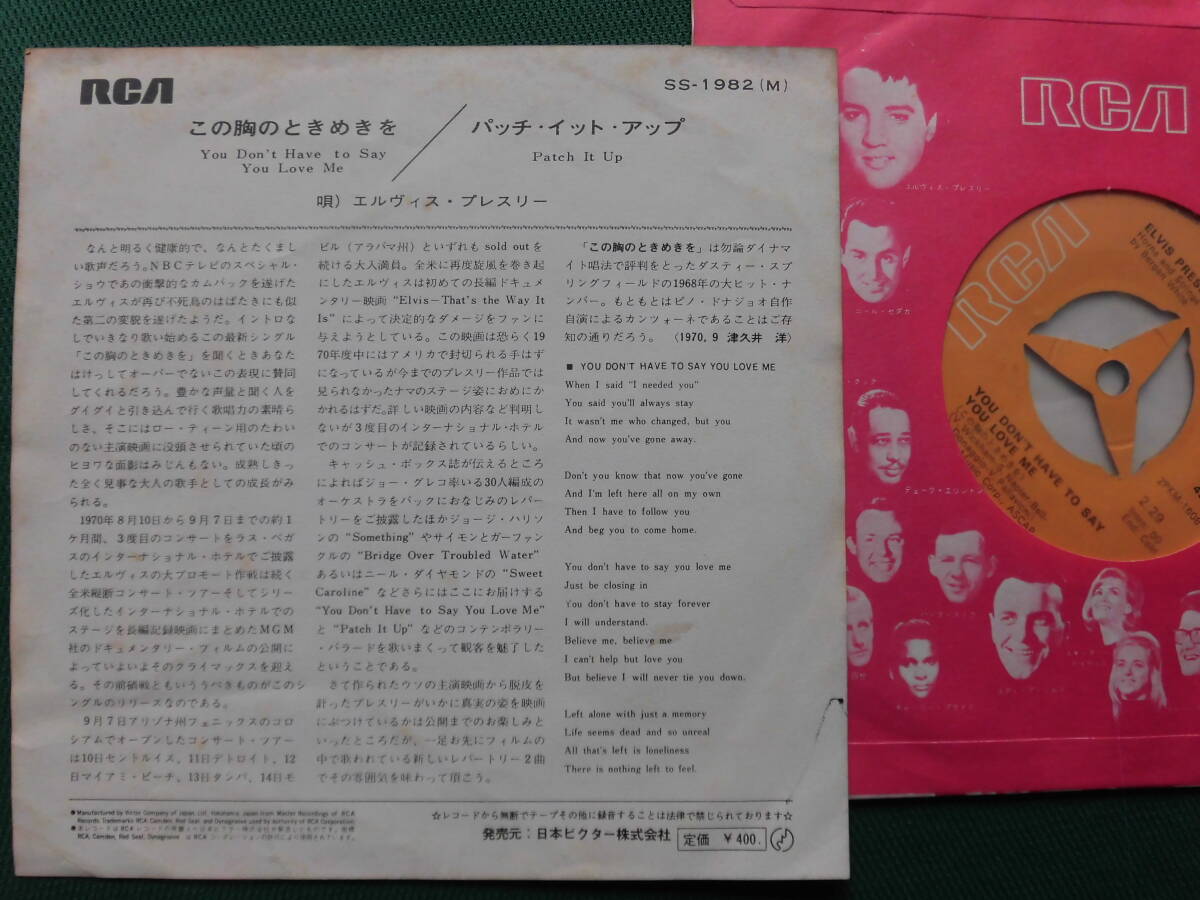 RCA
SS-1982(M)
この胸のときめきを / パッチ・イット・アップ
You Don't Have to Say
You Love Me
Patch It Up
唄) エルヴィス・プレスリー
なんと明るく健康的で、なんとたくまし
い歌声だろう。NBCテレビのスペシャル・
ショウであの衝撃的なカムバックを遂げた
エルヴィスが再び不死鳥のはばたきにも似
た第二の変貌を遂げたようだ。イントロな
しでいきなり歌い始めるこの最新シングル
「この胸のときめきを」を聞くときあなた
はけっしてオーバーでないこの表現に賛同
してくれるだろう。豊かな声量と聞く人を
グイグイと引き込んで行く歌唱力の素晴ら
しさ、そこにはロー・ティーン用のたわい
のない主演映画に没頭させられていた頃の
ヒヨワな面影はみじんもない。成熟しきっ
た全く見事な大人の歌手としての成長がみ
られる。
1970年8月10日から9月7日までの約1
ケ月間、3度目のコンサートをラス・ベガ
スのインターナショナル・ホテルでご披露
したエルヴィスの大プロモート作戦は続く
全米縦断コンサート・ツアーそしてシリー
ズ化したインターナショナル・ホテルでの
ステージを長編記録映画にまとめたMGM
社のドキュメンタリー・フィルムの公開に
よっていよいよそのクライマックスを迎え
る。その前哨戦ともいううべきものがこのシ
ングルのリリースなのである。
9月7日アリゾナ州フェニックスのコロ
シアムでオープンしたコンサート・ツアー
は10日セントルイス、11日デトロイト、12
日マイアミ・ビーチ、13日タンパ、14日モ
ビル(アラバマ州)といずれも sold outを
続ける大入満員。全米に再度旋風を巻き起
こしたエルヴィスは初めての長編ドキュメ
ンタリー映画 "Elvis—That's the Way It
Is" によって決定的なダメージをファンに
与えようとしている。この映画は恐らく19
70年度中にはアメリカで封切られる手はず
になっているが今までのプレスリー作品では
見られなかったナマのステージ姿におめにか
かれるはずだ。詳しい映画の内容など判明し
ないが3度目のインターナショナル・ホテル
でのコンサートが記録されているらしい。
キャッシュ・ボックス誌が伝えるところ
によればジョー・グレコ率いる30人編成の
オーケストラをバックにおなじみのレパー
トリーをご披露したほかジョージ・ハリソ
ンの "Something" やサイモンとガーファン
クルの "Bridge Over Troubled Water"
あるいはニール・ダイヤモンドの "Sweet
Caroline" などさらにはここにお届けする
"You Don't Have to Say You Love Me"
と "Patch It Up" などのコンテンポラリー
・バラードを歌いまくって観客を魅了した
ということである。
さて作られたウソの主演映画から脱皮を
計ったプレスリーがいかに真実の姿を映画
にぶつけているかは公開までのお楽しみと
いったところだが、一足お先にフィルムの
中で歌われている新しいレパートリー2曲
でその雰囲気を味わって頂こう。
「この胸のときめきを」は勿論ダイナマ
イト唱法で評判をとったダスティー・スプ
リングフィールドの1968年の大ヒット・ナ
ンバー。もともとはピノ・ドナジオ自作
自演によるカンツォーネであることはご存
知の通りだろう。 (1970.9 津久井 洋)
■ YOU DON'T HAVE TO SAY YOU LOVE ME
When I said "I needed you"
You said you'll always stay
It wasn't me who changed, but you
And now you've gone away.
Don't you know that now you've gone
And I'm left here all on my own
Then I have to follow you
And beg you to come home.
You don't have to say you love me
Just be closing in
You don't have to stay forever
I will understand.
Believe me, believe me
I can't help but love you
But believe I will never tie you down.
Left alone with just a memory
Life seems dead and so unreal
All that's left is loneliness
There is nothing left to feel.
●Manufactured by Victor Company of Japan, Ltd. Yokohama, Japan from Master Recordings of RCA
Records. Trademarks RCA, Camden, Red Seal, and Dynagroove used by authority of RCA Corporation.
☆レコードから無断でテープその他に録音することは法律で禁じられております☆
発売元:日本ビクター株式会社 定価 ¥400.
RCA
エルヴィス・プレスリー
ニール・セダカ
デューク・エリントン
RCA
ELVIS PRES
YOU DON'T HAVE TO SAY
YOU LOVE ME
2.29
ASCAP